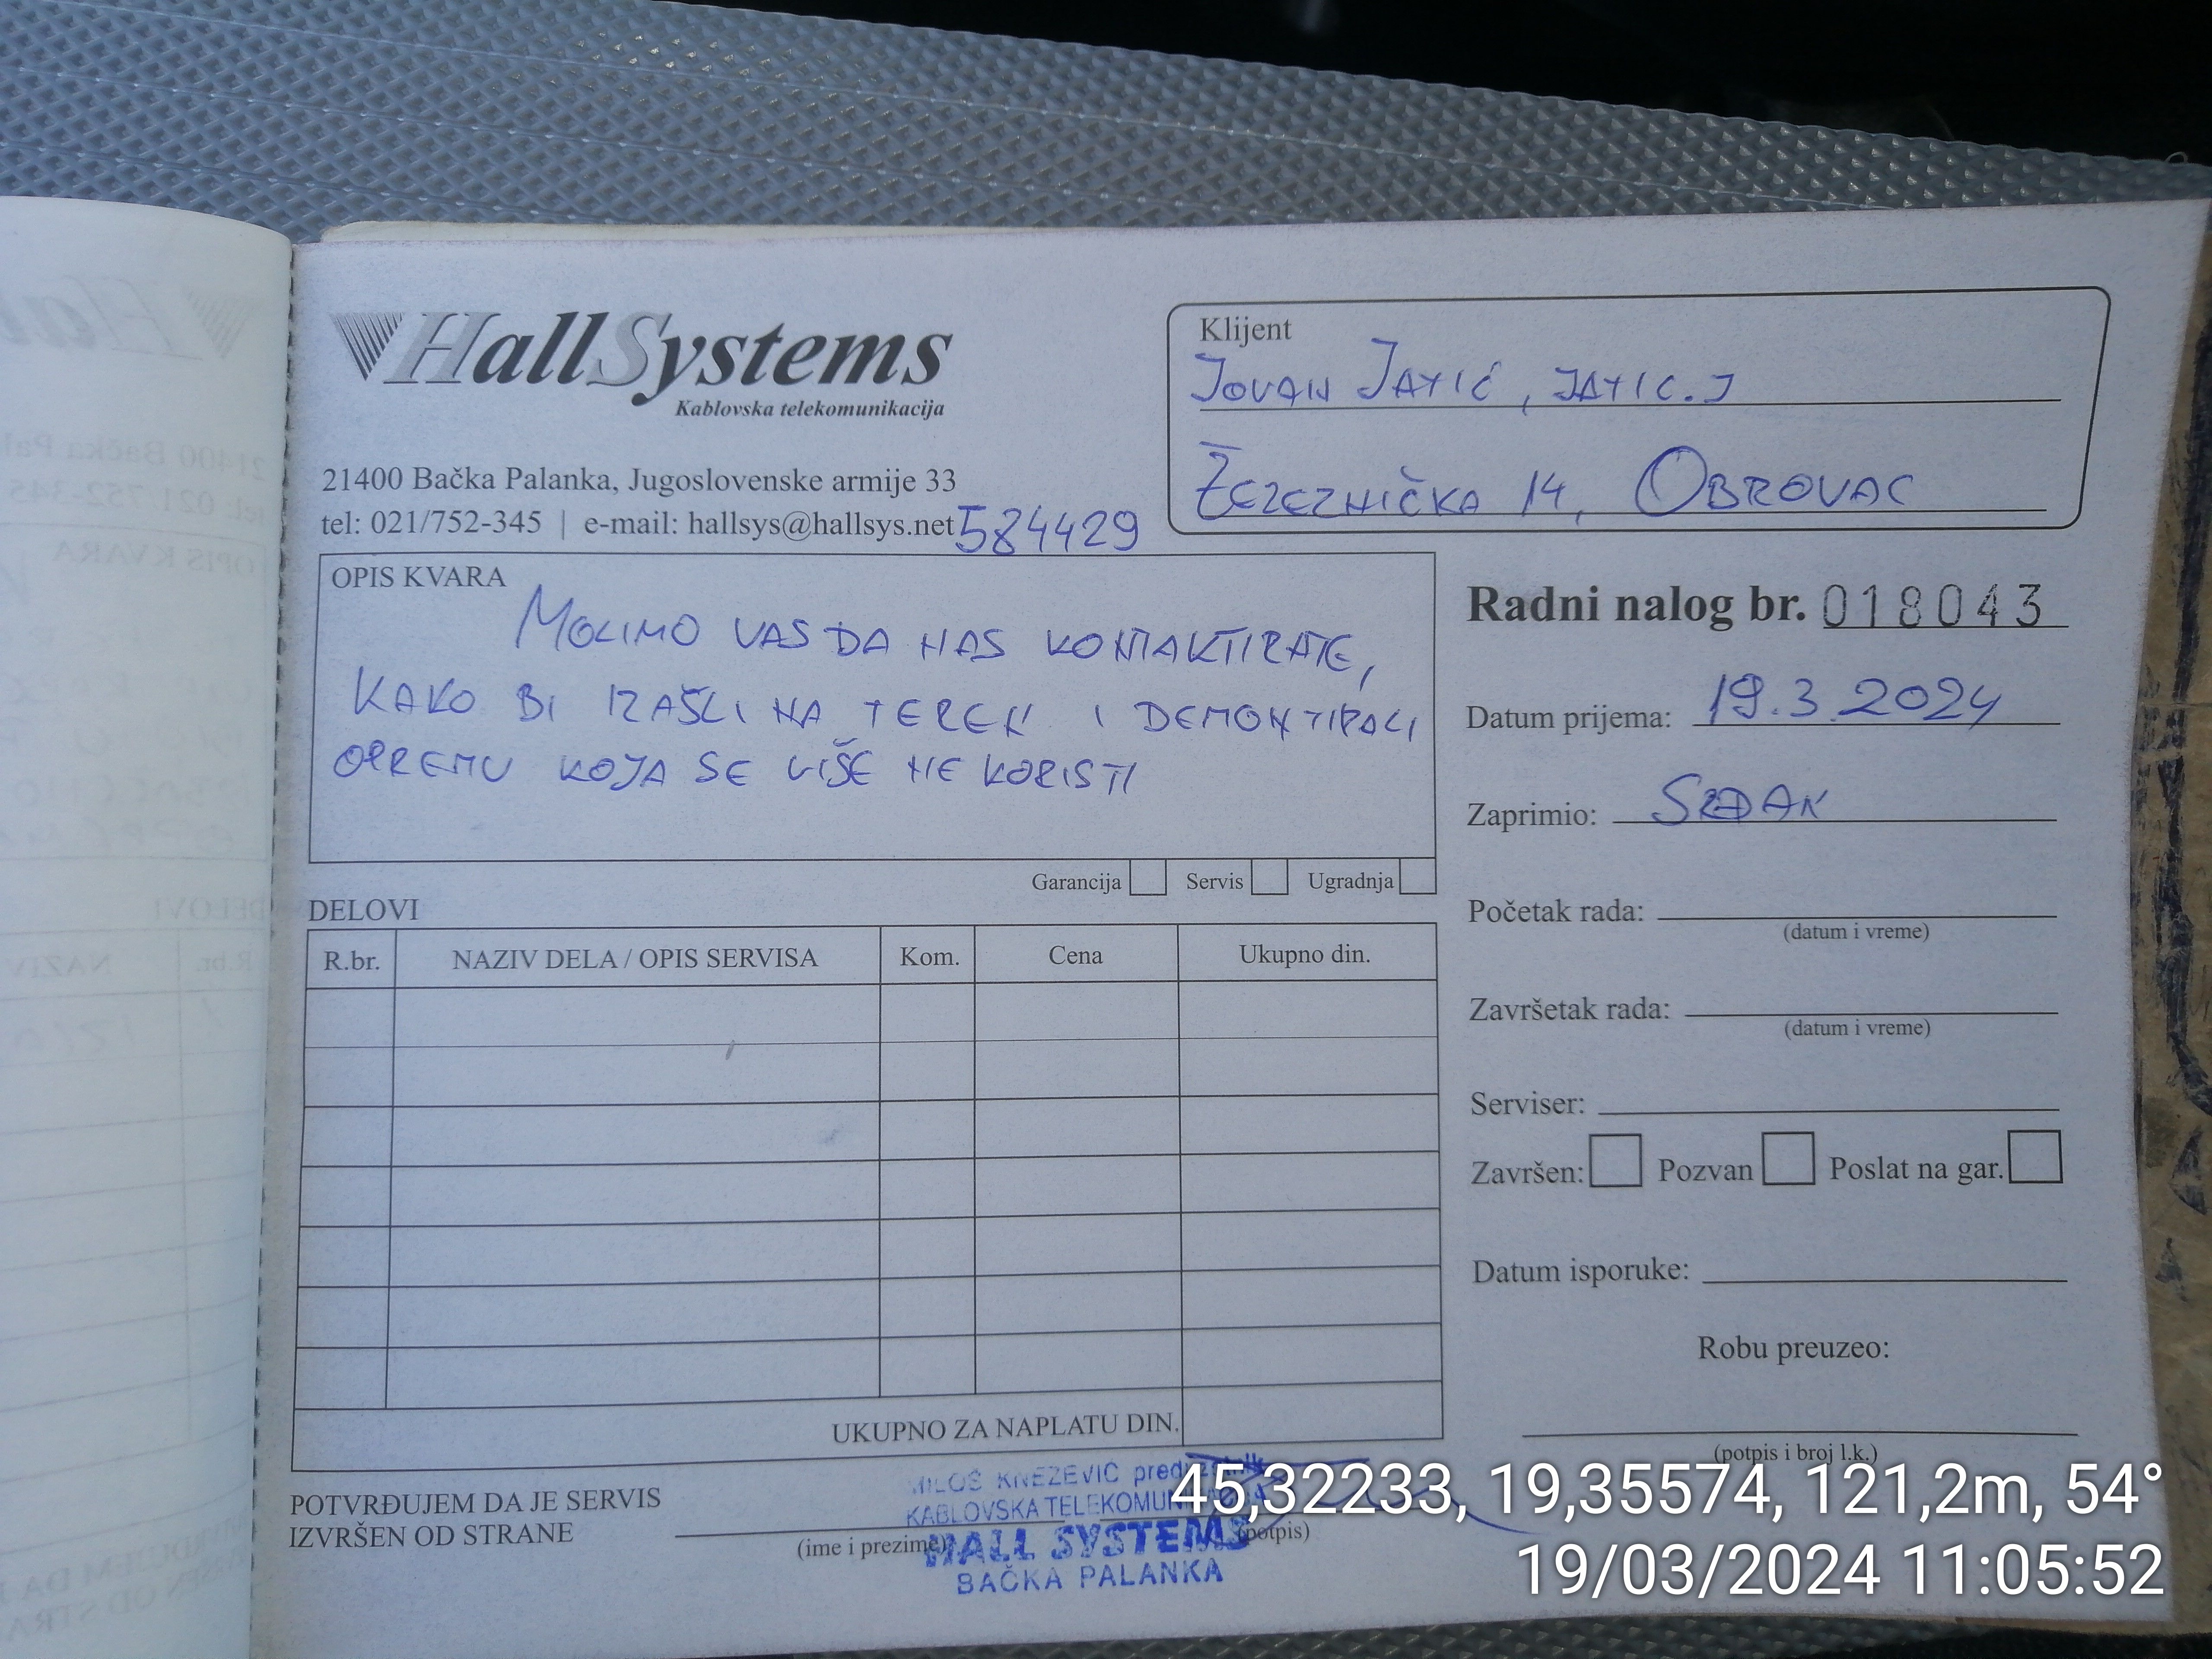 HallSystems
Kablovska telekomunikacija
21400 Bačka Palanka, Jugoslovenske armije 33
tel: 021/752-345 | e-mail: hallsys@hallsys.net 584429
Klijent
JOVAN JATIĆ, JATIC.J
ŽELEZNIČKA 14, OBROVAC
OPIS KVARA
MOLIMO VAS DA NAS KONTAKTIRATE,
KAKO BI IZAŠLI NA TEREN I DEMONTIRALI
OPREMU KOJA SE VIŠE NE KORISTI
Garancija Servis Ugradnja
Radni nalog br. 018043
Datum prijema: 19.3.2024
Zaprimio: SRĐAN
Početak rada:
(datum i vreme)
Završetak rada:
(datum i vreme)
Serviser:
Završen: Pozvan Poslat na gar.
Datum isporuke:
Robu preuzeo:
(potpis i broj l.k.)
DELOVI
R.br. NAZIV DELA / OPIS SERVISA Kom. Cena Ukupno din.
UKUPNO ZA NAPLATU DIN.
POTVRĐUJEM DA JE SERVIS
IZVRŠEN OD STRANE
(ime i prezime) (potpis)
MILOŠ KNEŽEVIĆ
KABLOVSKA
HALL SYSTEMS
BAČKA PALANKA
45,32233, 19,35574, 121,2m, 54°
19/03/2024 11:05:52